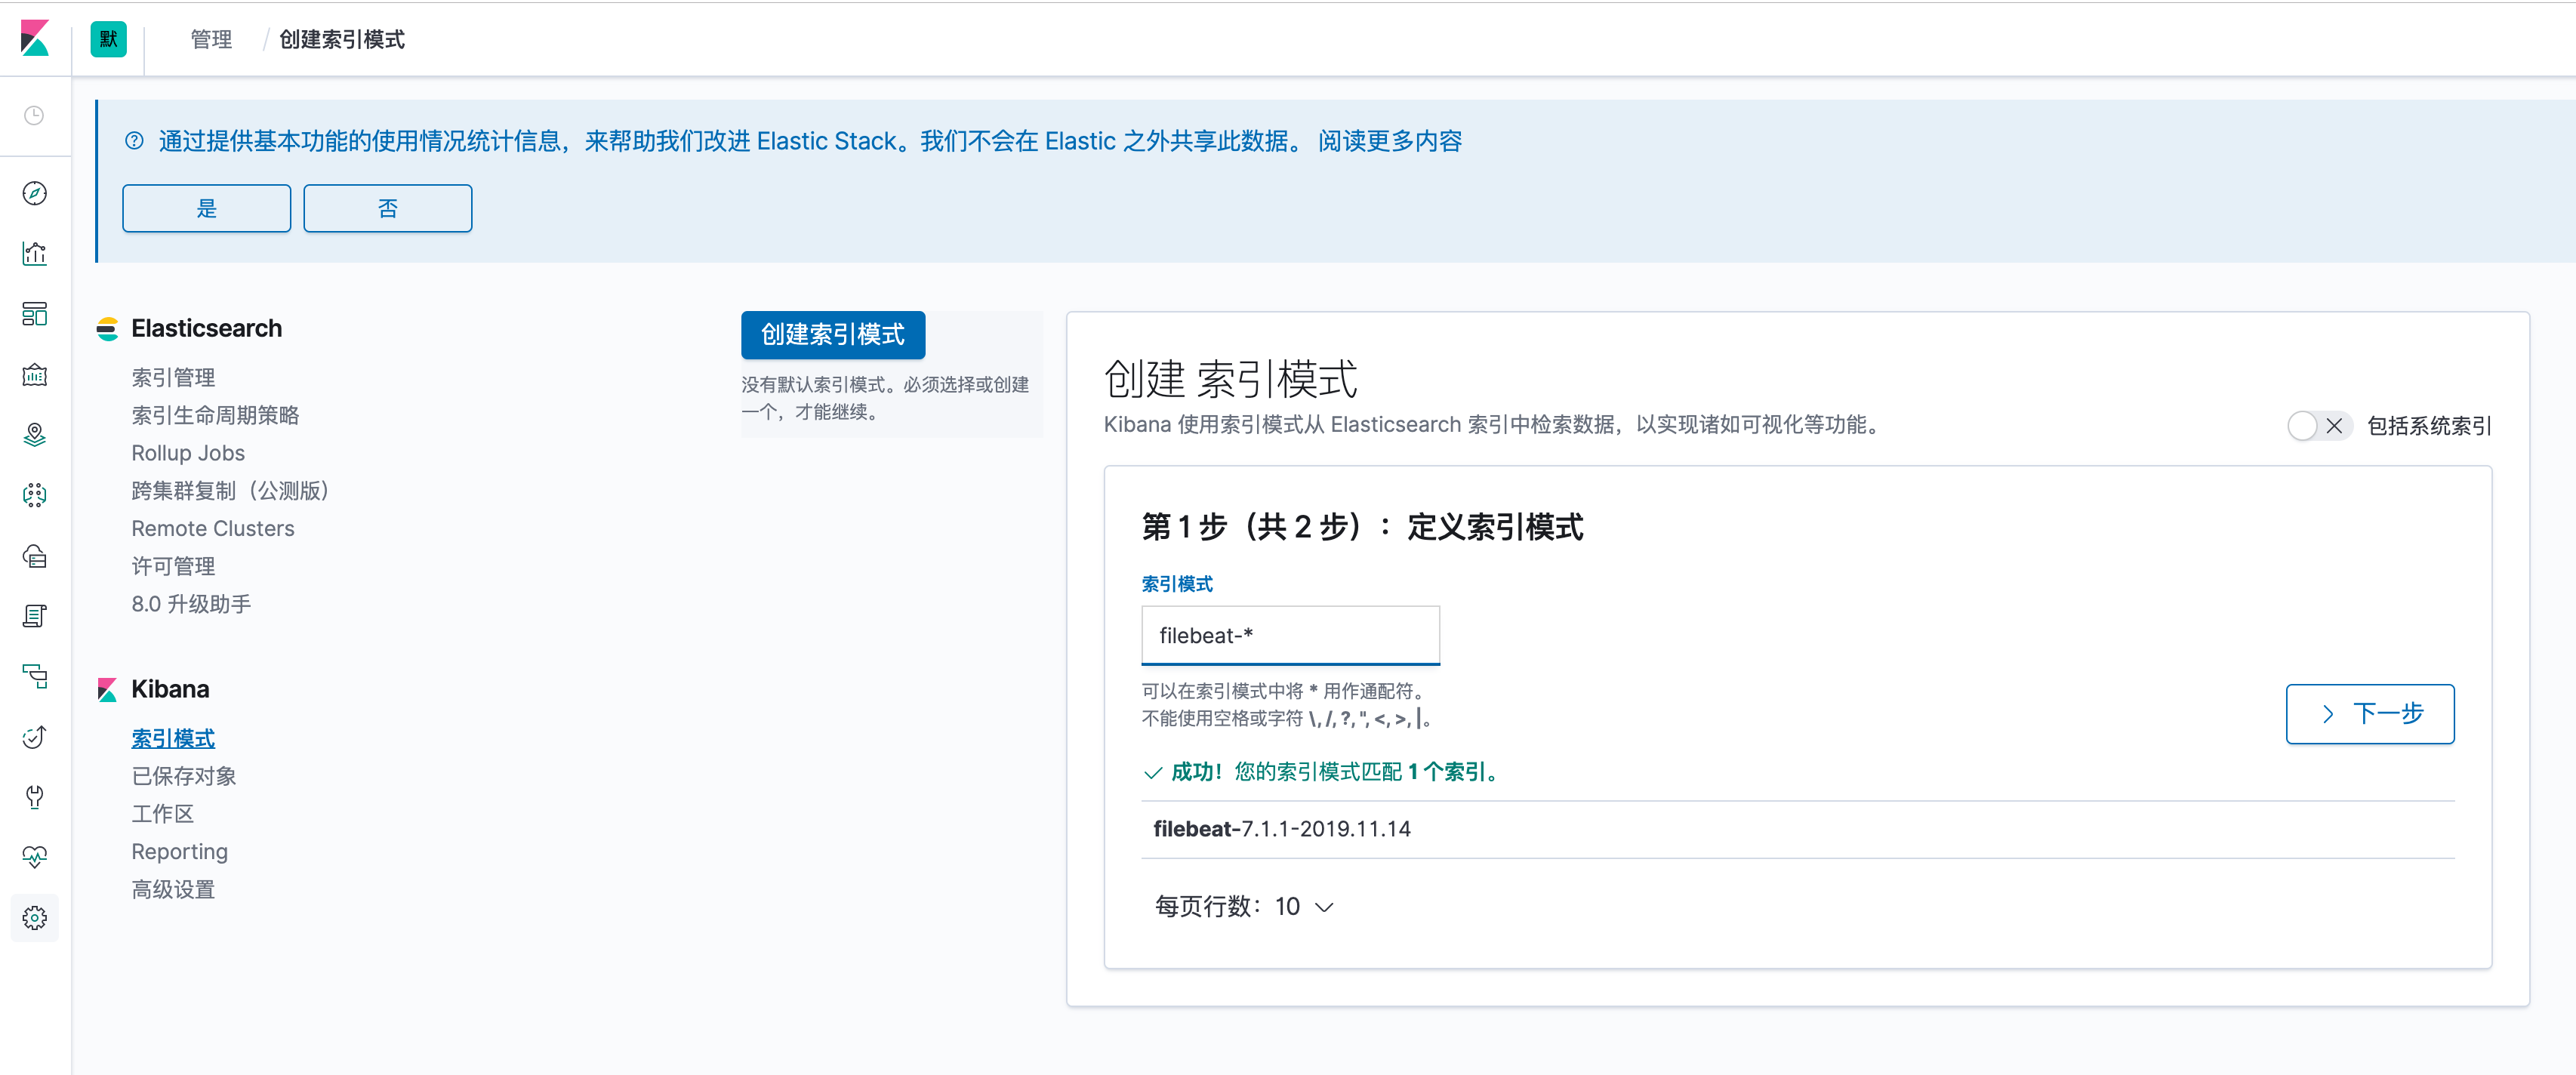 默
管理 / 创建索引模式
通过提供基本功能的使用情况统计信息，来帮助我们改进 Elastic Stack。我们不会在 Elastic 之外共享此数据。 阅读更多内容
是
否
Elasticsearch
索引管理
索引生命周期策略
Rollup Jobs
跨集群复制（公测版）
Remote Clusters
许可管理
8.0 升级助手
Kibana
索引模式
已保存对象
工作区
Reporting
高级设置
创建索引模式
没有默认索引模式。必须选择或创建
一个，才能继续。
创建 索引模式
Kibana 使用索引模式从 Elasticsearch 索引中检索数据，以实现诸如可视化等功能。
包括系统索引
第 1 步（共 2 步）：定义索引模式
索引模式
filebeat-*
可以在索引模式中将 * 用作通配符。
不能使用空格或字符 \, /, ?, ", <, >, |。
下一步
成功！您的索引模式匹配 1 个索引。
filebeat-7.1.1-2019.11.14
每页行数：10